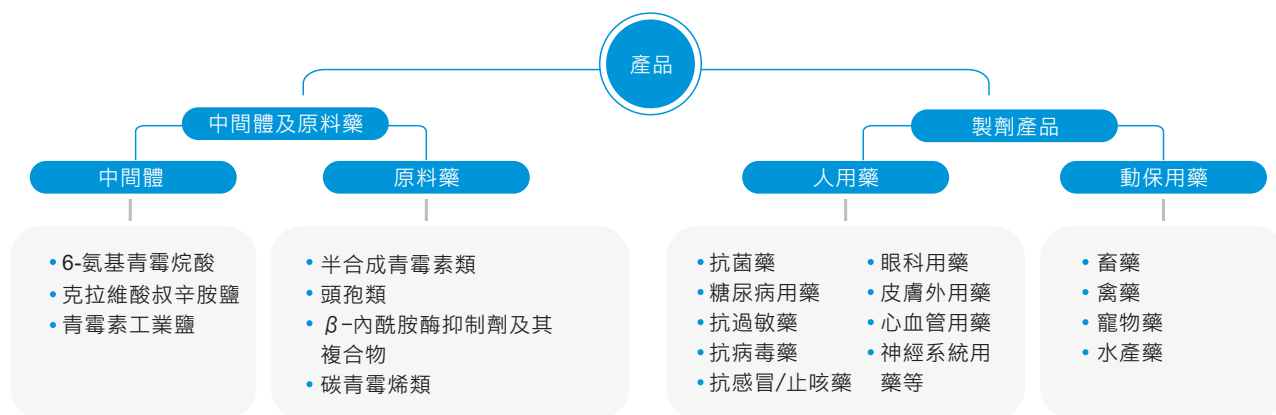 產品
中間體及原料藥
製劑產品
中間體
原料藥
人用藥
動保用藥
•6-氨基青霉烷酸
•克拉維酸叔辛胺鹽
•青霉素工業鹽
•半合成青霉素類
•頭孢類
•β-內酰胺酶抑制劑及其
複合物
•碳青霉烯類
•抗菌藥
•糖尿病用藥
•抗過敏藥
•抗病毒藥
•抗感冒/止咳藥
•眼科用藥
•皮膚外用藥
•心血管用藥
•神經系統用
藥等
•畜藥
•禽藥
•寵物藥
•水產藥